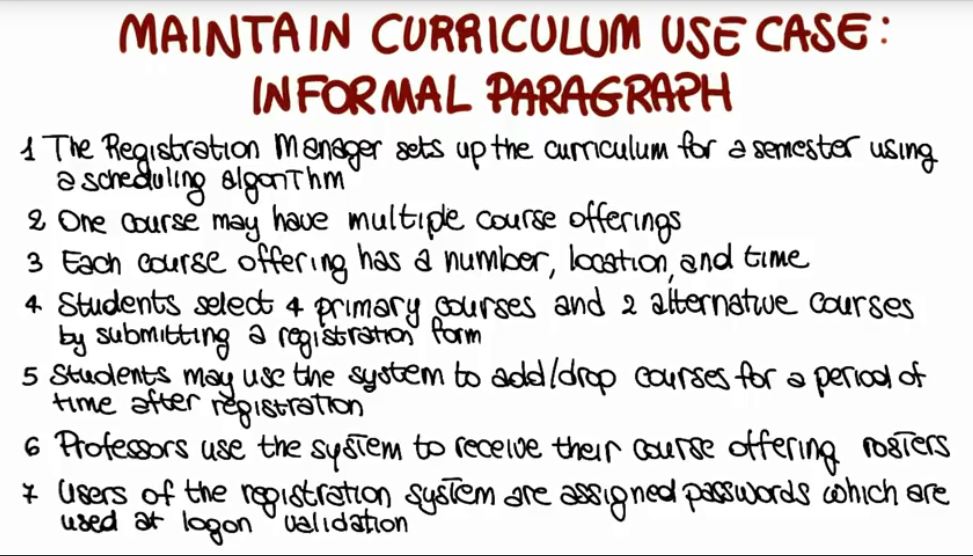 MAINTAIN CURRICULUM USE CASE:
INFORMAL PARAGRAPH
1 The Registration Manager sets up the curriculum for a semester using
a scheduling algorithm
2 One course may have multiple course offerings
3 Each course offering has a number, location, and time
4 Students select 4 primary courses and 2 alternative courses
by submitting a registration form
5 Students may use the system to add/drop courses for a period of
time after registration
6 Professors use the system to receive their course offering rosters
7 Users of the registration system are assigned passwords which are
used at logon validation